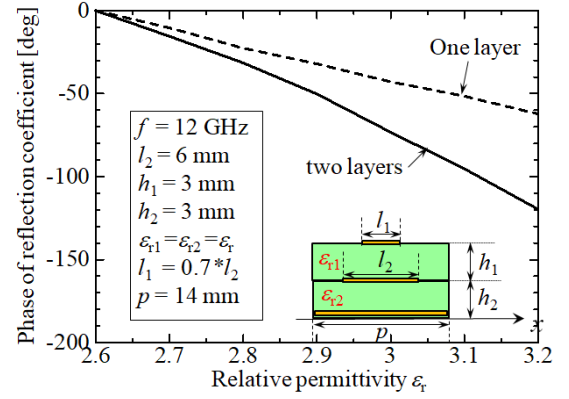 Phase of reflection coefficient [deg]
0
-50
-100
-150
-200
2.6
2.7
2.8
2.9
3
3.1
3.2
Relative permittivity εr
One layer
two layers
f = 12 GHz
l2 = 6 mm
h1 = 3 mm
h2 = 3 mm
εr1=εr2=εr
l1 = 0.7*l2
p = 14 mm
l1
εr1
l2
h1
εr2
h2
p
x